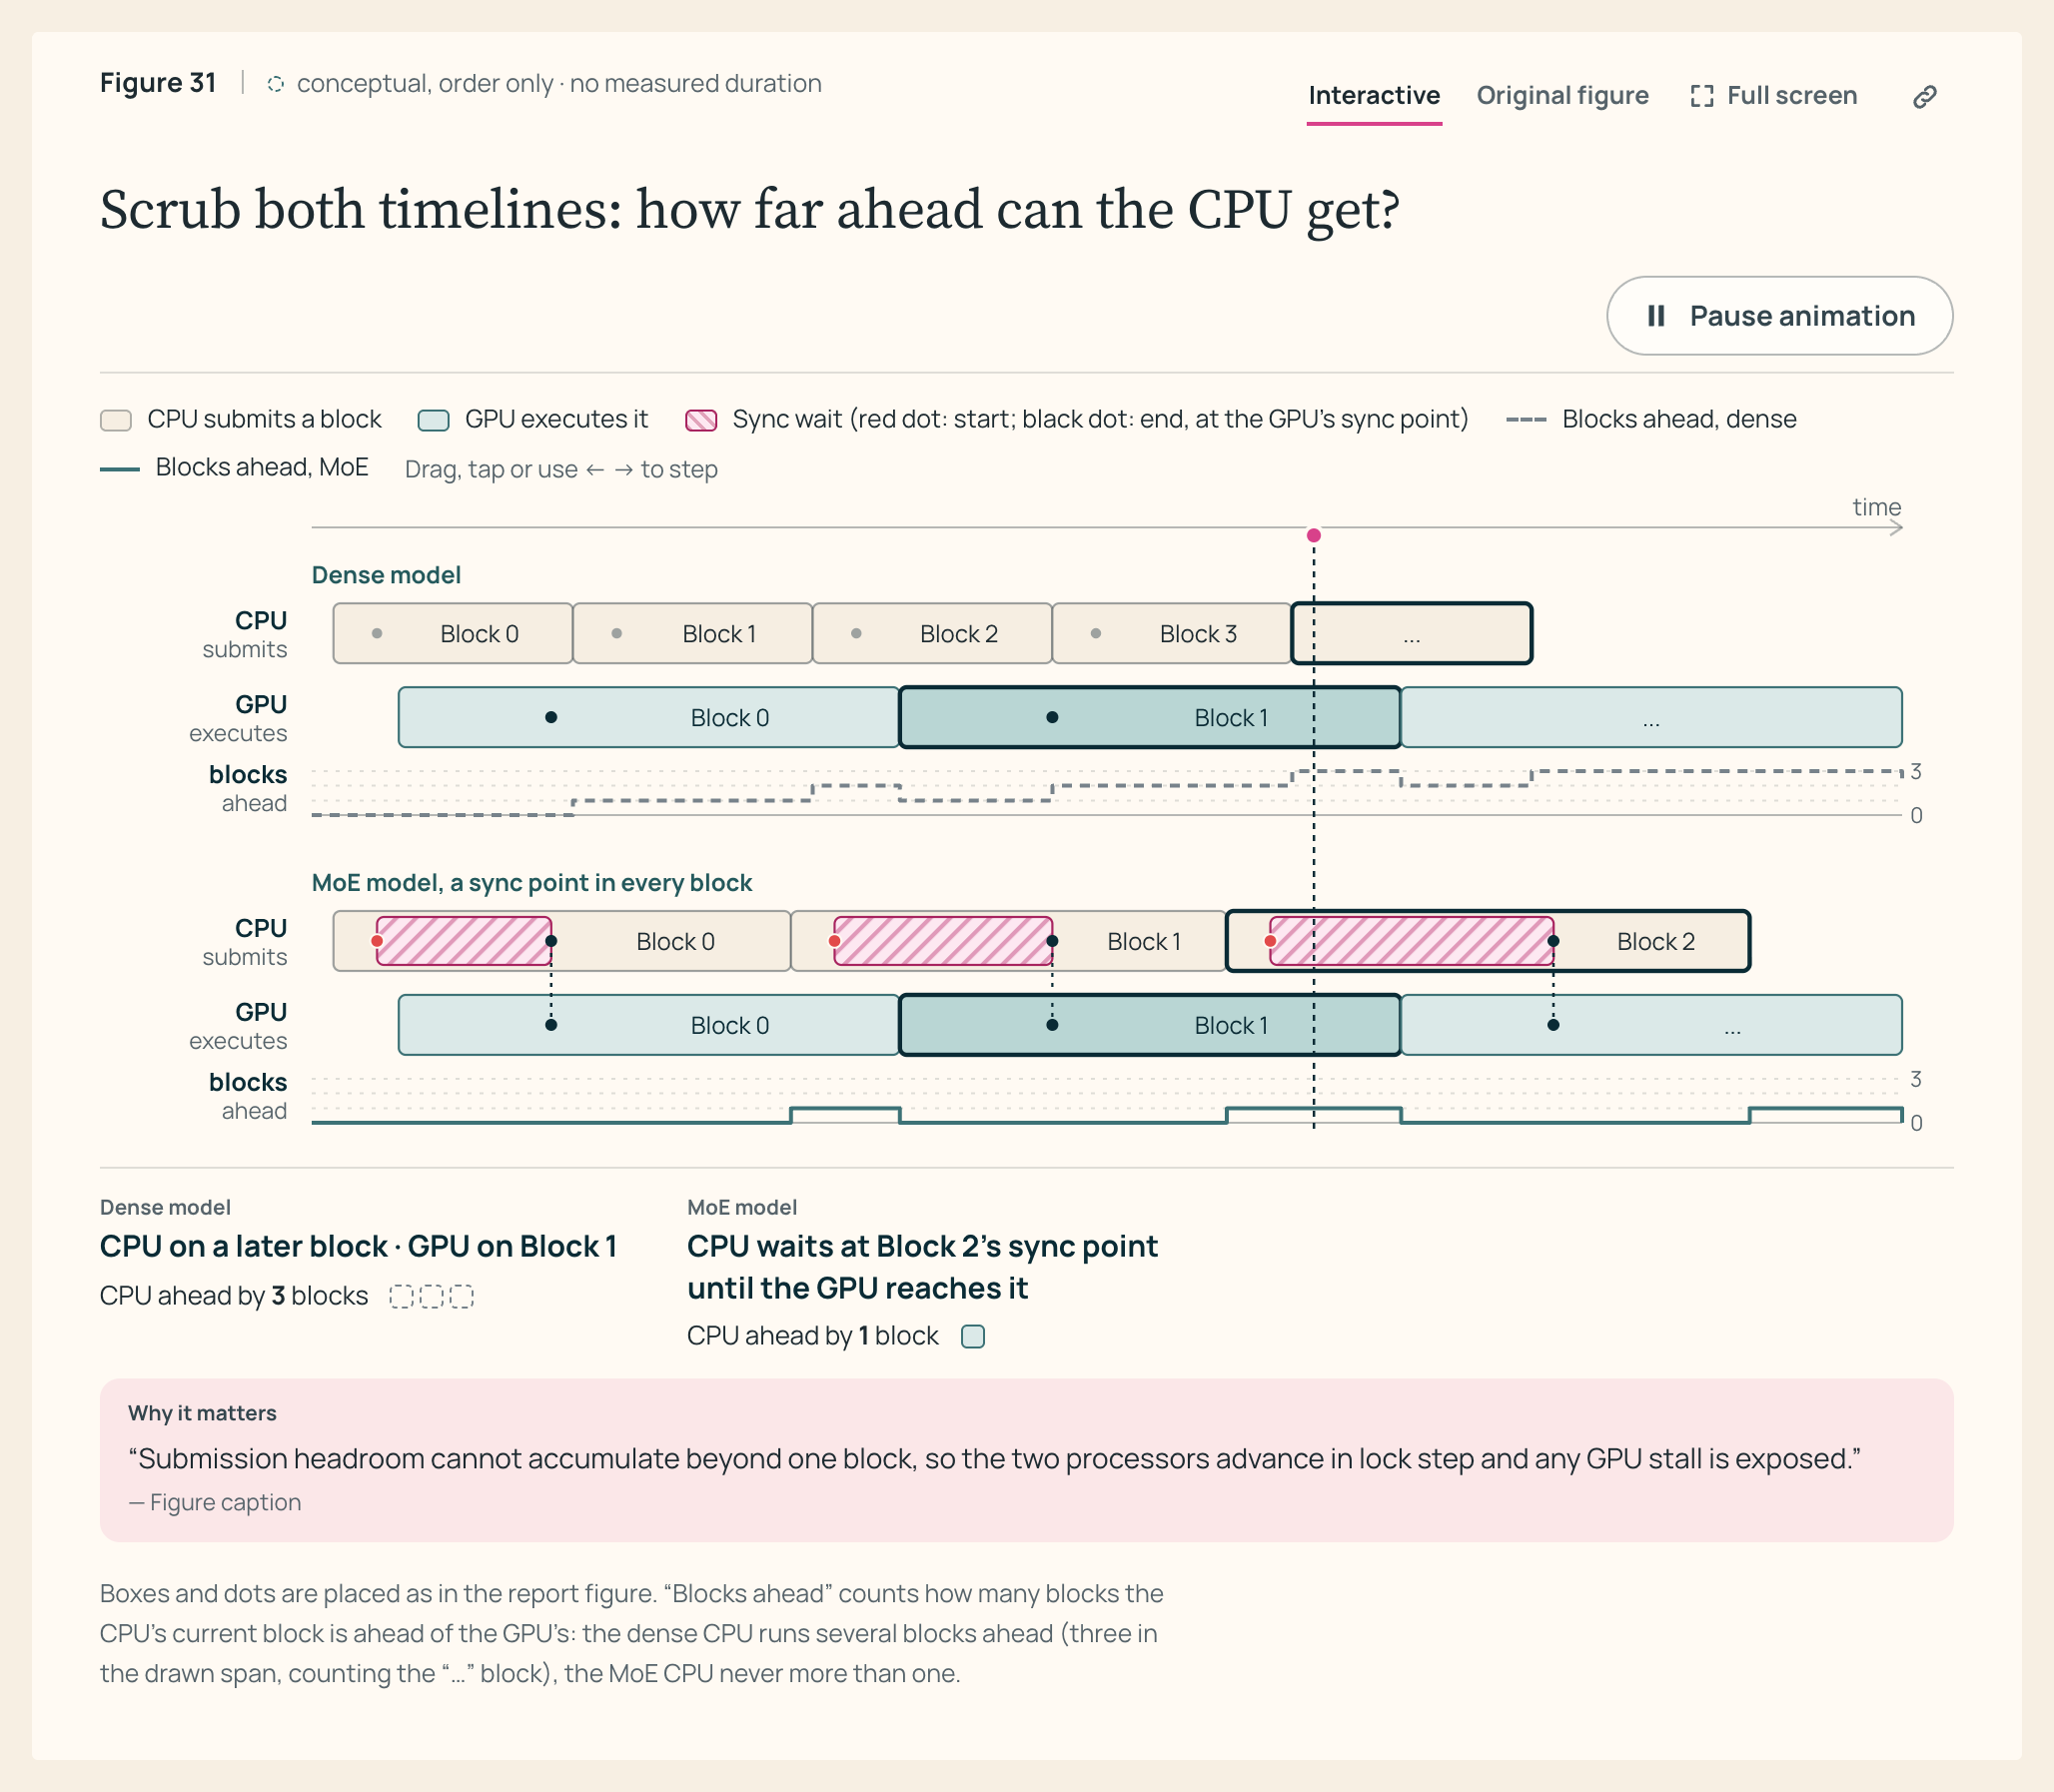 Figure 31
conceptual, order only · no measured duration
Interactive
Original figure
Full screen
Scrub both timelines: how far ahead can the CPU get?
Pause animation
CPU submits a block
GPU executes it
Sync wait (red dot: start; black dot: end, at the GPU’s sync point)
Blocks ahead, dense
Blocks ahead, MoE
Drag, tap or use ← → to step
time
Dense model
CPU
submits
Block 0
Block 1
Block 2
Block 3
...
GPU
executes
Block 0
Block 1
...
blocks
ahead
3
0
MoE model, a sync point in every block
CPU
submits
Block 0
Block 1
Block 2
GPU
executes
Block 0
Block 1
...
blocks
ahead
3
0
Dense model
CPU on a later block · GPU on Block 1
CPU ahead by 3 blocks
MoE model
CPU waits at Block 2’s sync point
until the GPU reaches it
CPU ahead by 1 block
Why it matters
“Submission headroom cannot accumulate beyond one block, so the two processors advance in lock step and any GPU stall is exposed.”
— Figure caption
Boxes and dots are placed as in the report figure. “Blocks ahead” counts how many blocks the
CPU’s current block is ahead of the GPU’s: the dense CPU runs several blocks ahead (three in
the drawn span, counting the “…” block), the MoE CPU never more than one.